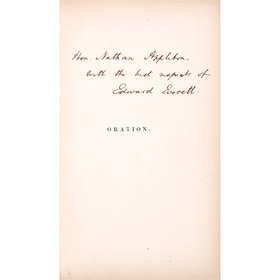 Hon. Nathan Appleton,
with the best respects of
Edward Everett.
ORATION.